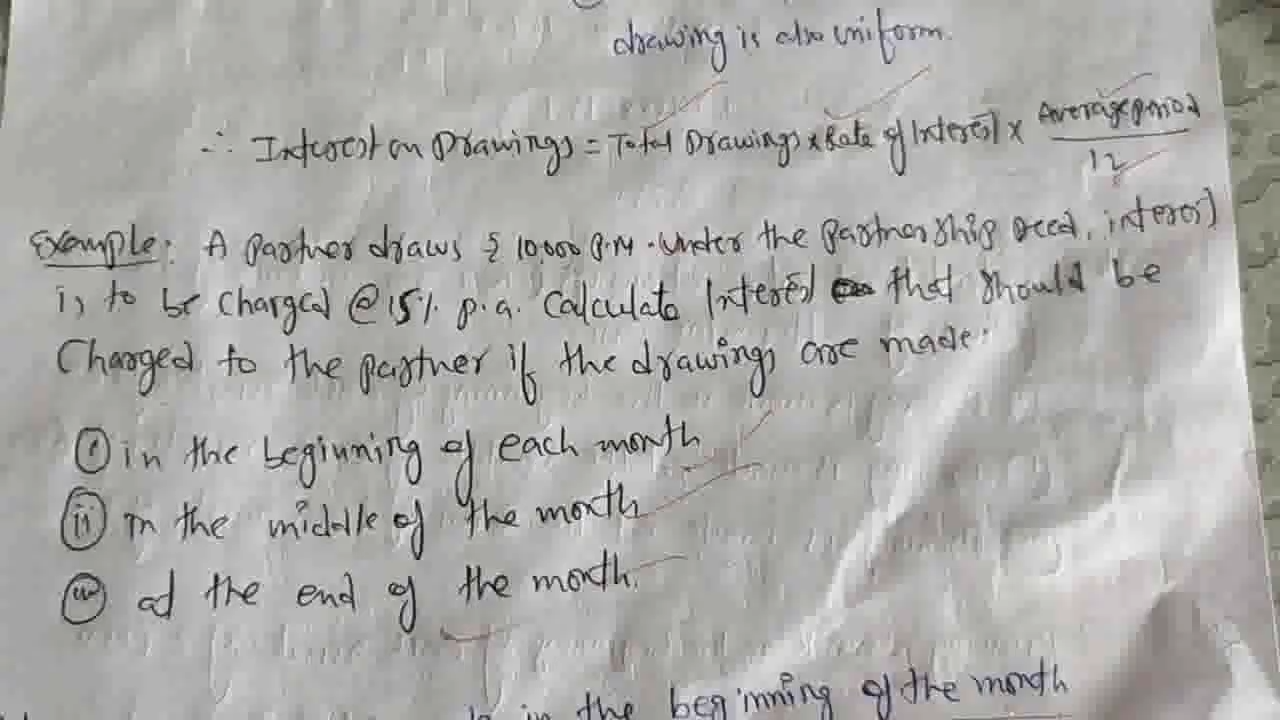 drawing is also uniform.
∴ Interest on Drawings = Total Drawings × Rate of Interest × Average period / 12
Example: A partner draws ₹ 10,000 P.M. Under the partnership deed, interest
is to be charged @ 15% p.a. Calculate Interest that should be
Charged to the partner if the drawings are made:
(i) in the beginning of each month
(ii) in the middle of the month
(iii) at the end of the month.
in the beginning of the month